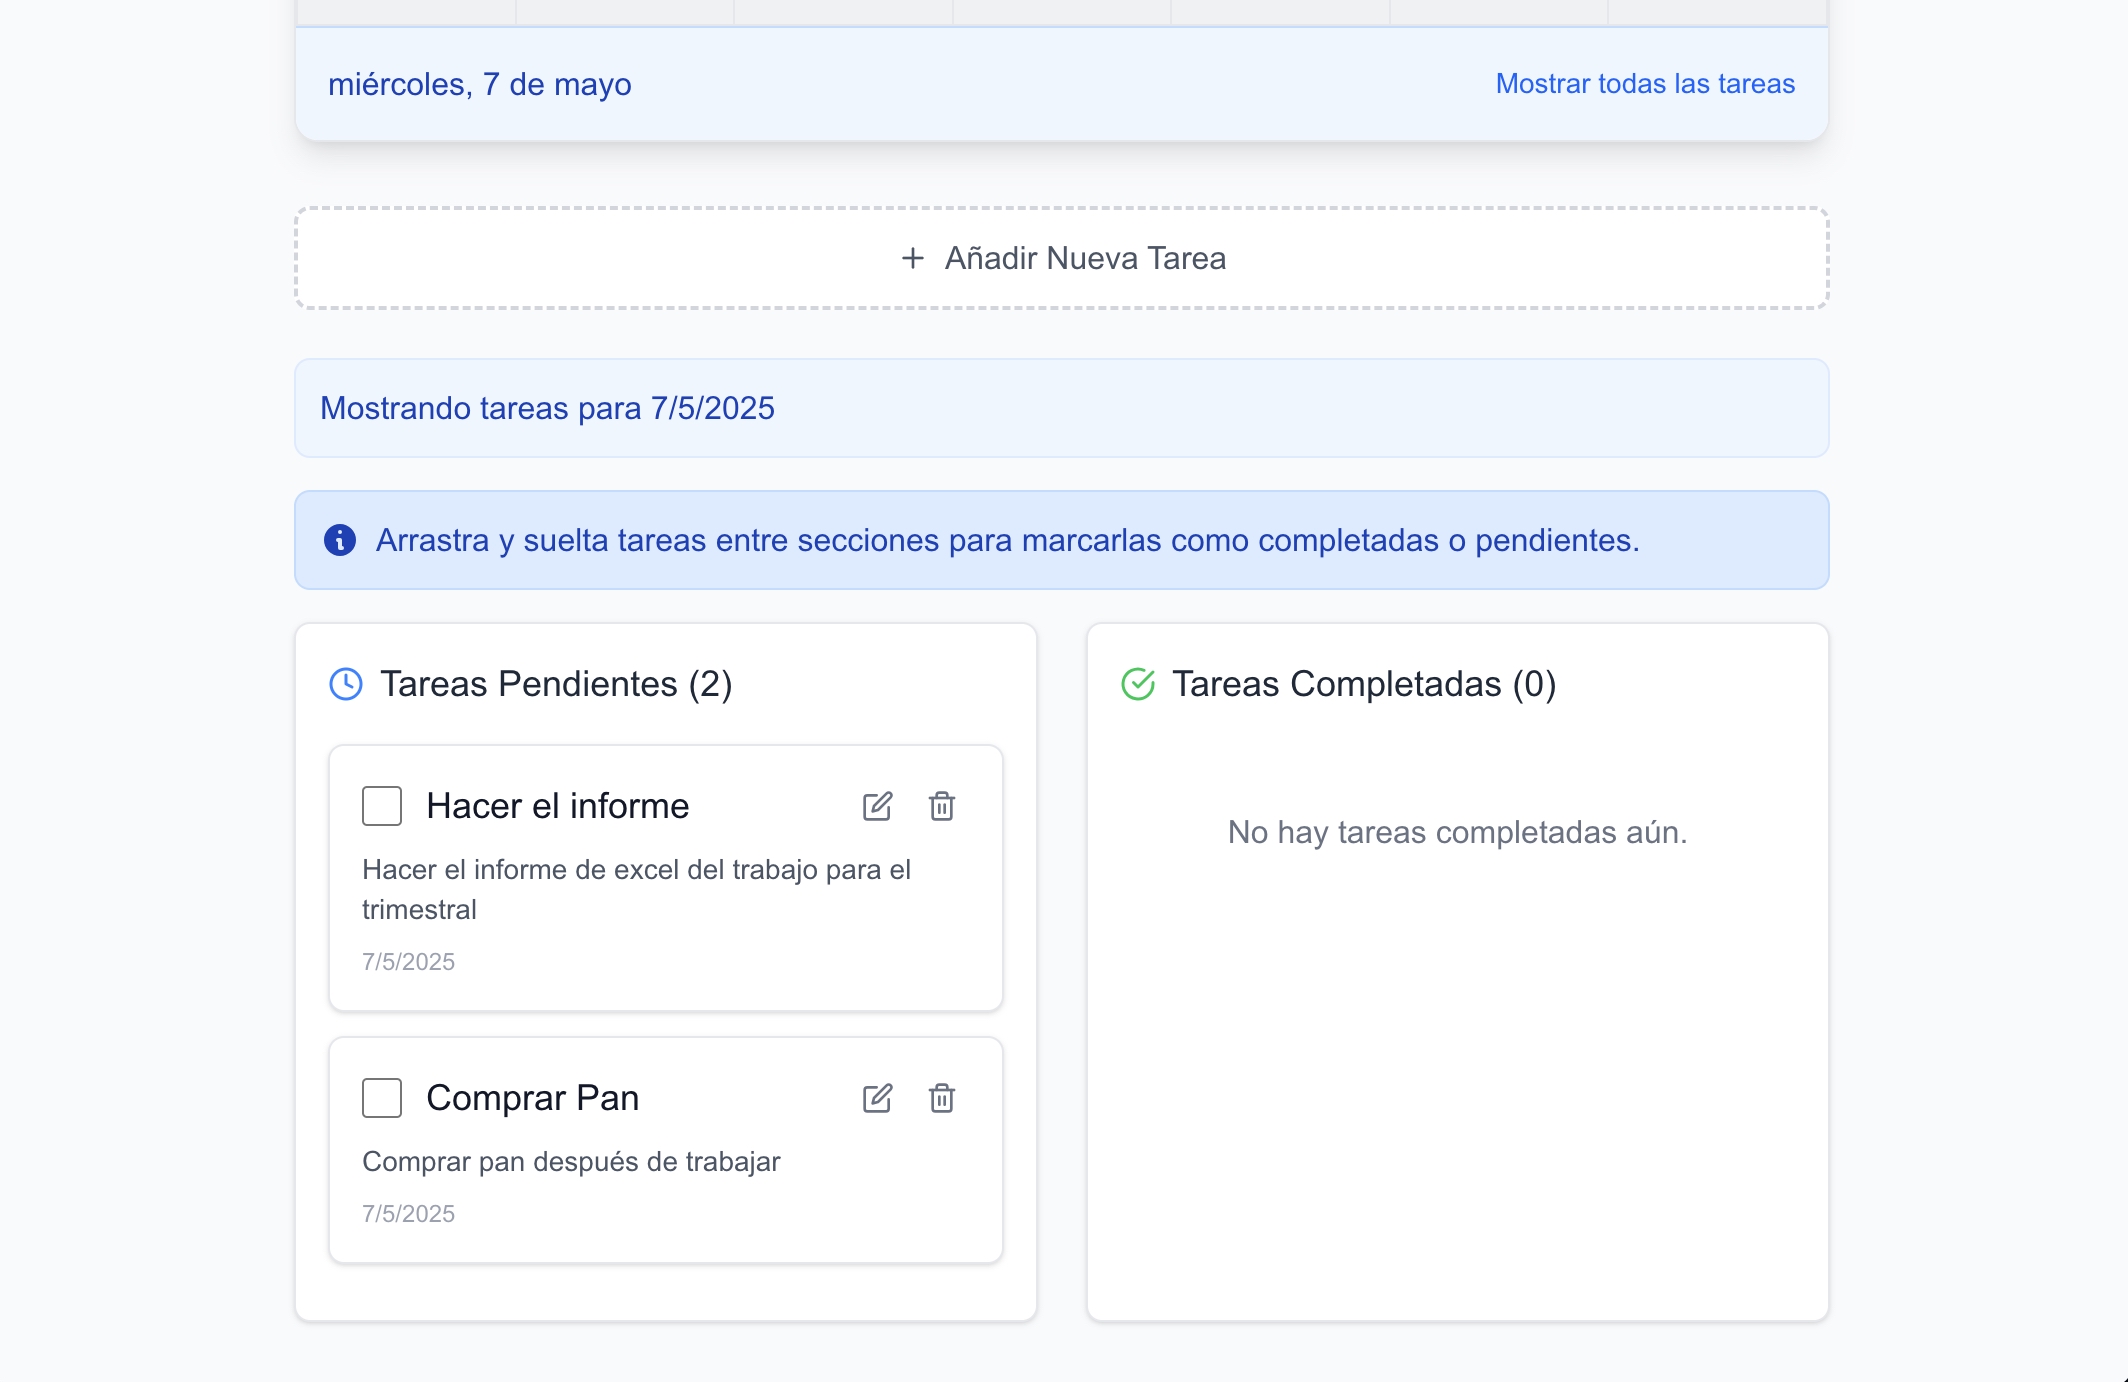 miércoles, 7 de mayo
Mostrar todas las tareas
+ Añadir Nueva Tarea
Mostrando tareas para 7/5/2025
Arrastra y suelta tareas entre secciones para marcarlas como completadas o pendientes.
Tareas Pendientes (2)
Hacer el informe
Hacer el informe de excel del trabajo para el
trimestral
7/5/2025
Comprar Pan
Comprar pan después de trabajar
7/5/2025
Tareas Completadas (0)
No hay tareas completadas aún.